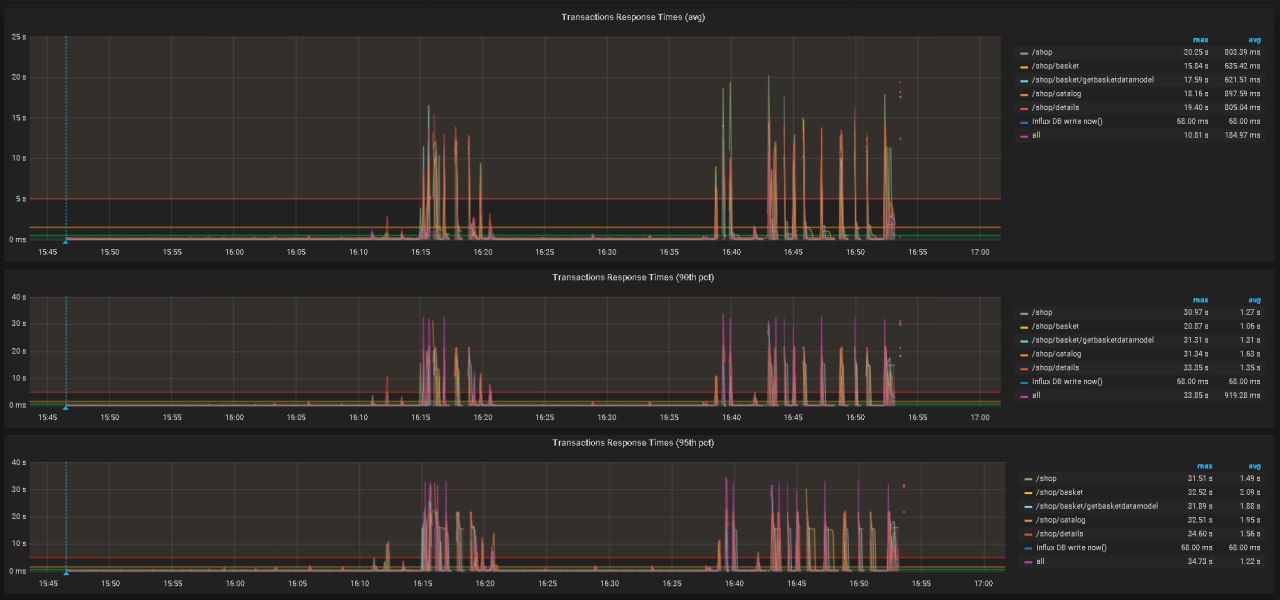 Transactions Response Times (avg)
25 s
20 s
15 s
10 s
5 s
0 ms
15:45 15:50 15:55 16:00 16:05 16:10 16:15 16:20 16:25 16:30 16:35 16:40 16:45 16:50 16:55 17:00
max avg
/shop 20.25 s 803.39 ms
/shop/basket 15.84 s 635.42 ms
/shop/basket/getbasketdatamodel 17.59 s 621.51 ms
/shop/catalog 18.16 s 897.59 ms
/shop/details 19.40 s 805.04 ms
Influx DB write now() 68.00 ms 68.00 ms
all 10.81 s 184.97 ms
Transactions Response Times (90th pct)
40 s
30 s
20 s
10 s
0 ms
15:45 15:50 15:55 16:00 16:05 16:10 16:15 16:20 16:25 16:30 16:35 16:40 16:45 16:50 16:55 17:00
max avg
/shop 30.97 s 1.27 s
/shop/basket 20.87 s 1.06 s
/shop/basket/getbasketdatamodel 31.31 s 1.31 s
/shop/catalog 31.34 s 1.63 s
/shop/details 33.35 s 1.35 s
Influx DB write now() 68.00 ms 68.00 ms
all 33.85 s 919.28 ms
Transactions Response Times (95th pct)
40 s
30 s
20 s
10 s
0 ms
15:45 15:50 15:55 16:00 16:05 16:10 16:15 16:20 16:25 16:30 16:35 16:40 16:45 16:50 16:55 17:00
max avg
/shop 31.51 s 1.49 s
/shop/basket 32.52 s 2.09 s
/shop/basket/getbasketdatamodel 31.89 s 1.88 s
/shop/catalog 32.51 s 1.95 s
/shop/details 34.60 s 1.56 s
Influx DB write now() 68.00 ms 68.00 ms
all 34.73 s 1.22 s